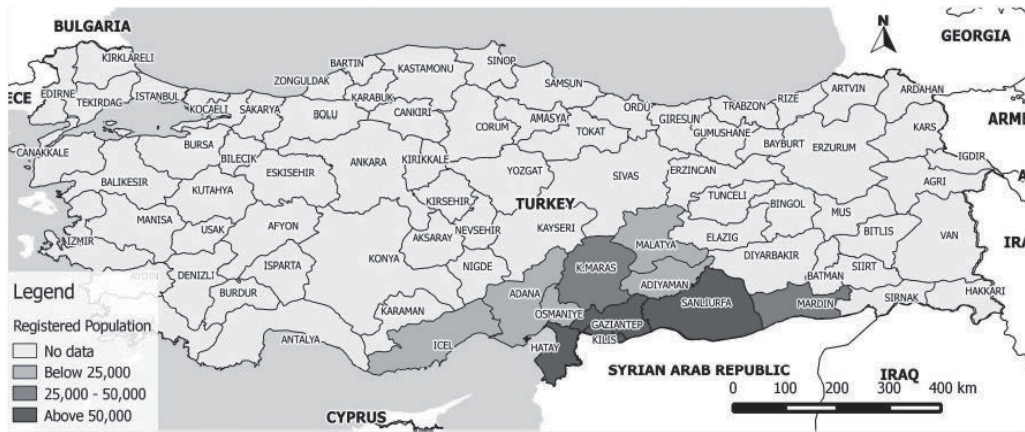 BULGARIA
KIRKLARELI
EDIRNE
TEKIRDAG
ISTANBUL
ECE
KOCAELI
SAKARYA
ZONGULDAK
BARTIN
KARABUK
KASTAMONU
SINOP
SAMSUN
ORDU
GIRESUN
TRABZON
RIZE
ARTVIN
ARDAHAN
N
GEORGIA
CANAKKALE
BURSA
BILECIK
BOLU
CANKIRI
CORUM
AMASYA
TOKAT
GUMUSHANE
BAYBURT
ERZURUM
KARS
ARME
IGDIR
A
BALIKESIR
KUTAHYA
ESKISEHIR
ANKARA
KIRIKKALE
YOZGAT
SIVAS
ERZINCAN
TUNCELI
BINGOL
MUS
AGRI
MANISA
USAK
AFYON
KIRSEHIR
NEVSEHIR
TURKEY
KAYSERI
MALATYA
ELAZIG
DIYARBAKIR
BITLIS
VAN
IRA
IZMIR
AYDIN
DENIZLI
ISPARTA
BURDUR
KONYA
AKSARAY
NIGDE
K.MARAS
ADIYAMAN
BATMAN
SIIRT
SIRNAK
HAKKARI
ANTALYA
KARAMAN
ICEL
ADANA
OSMANIYE
HATAY
GAZIANTEP
KILIS
SANLIURFA
MARDIN
Legend
Registered Population
No data
Below 25,000
25,000 - 50,000
Above 50,000
CYPRUS
SYRIAN ARAB REPUBLIC
IRAQ
0 100 200 300 400 km